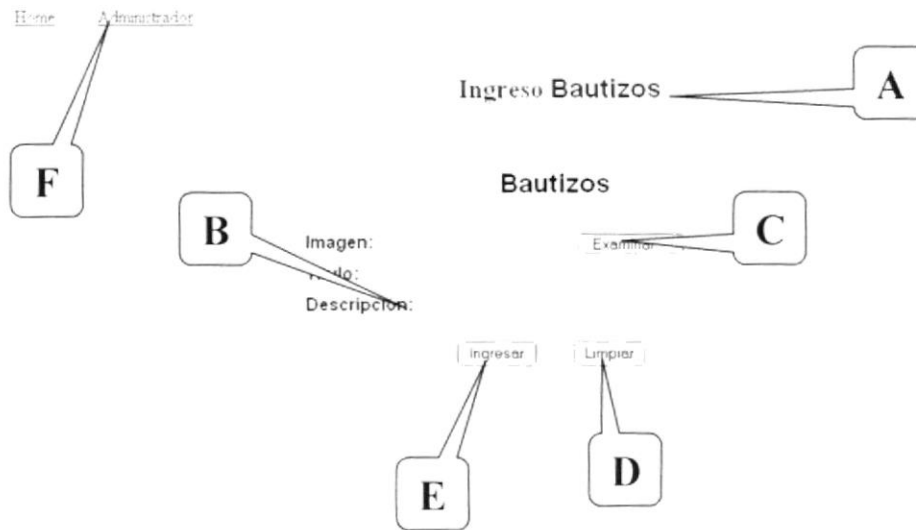 Home Administrador
Ingreso Bautizos
A
F
Bautizos
B
C
Imagen:
Examinar
Descripcion:
Ingresar Limpiar
E
D